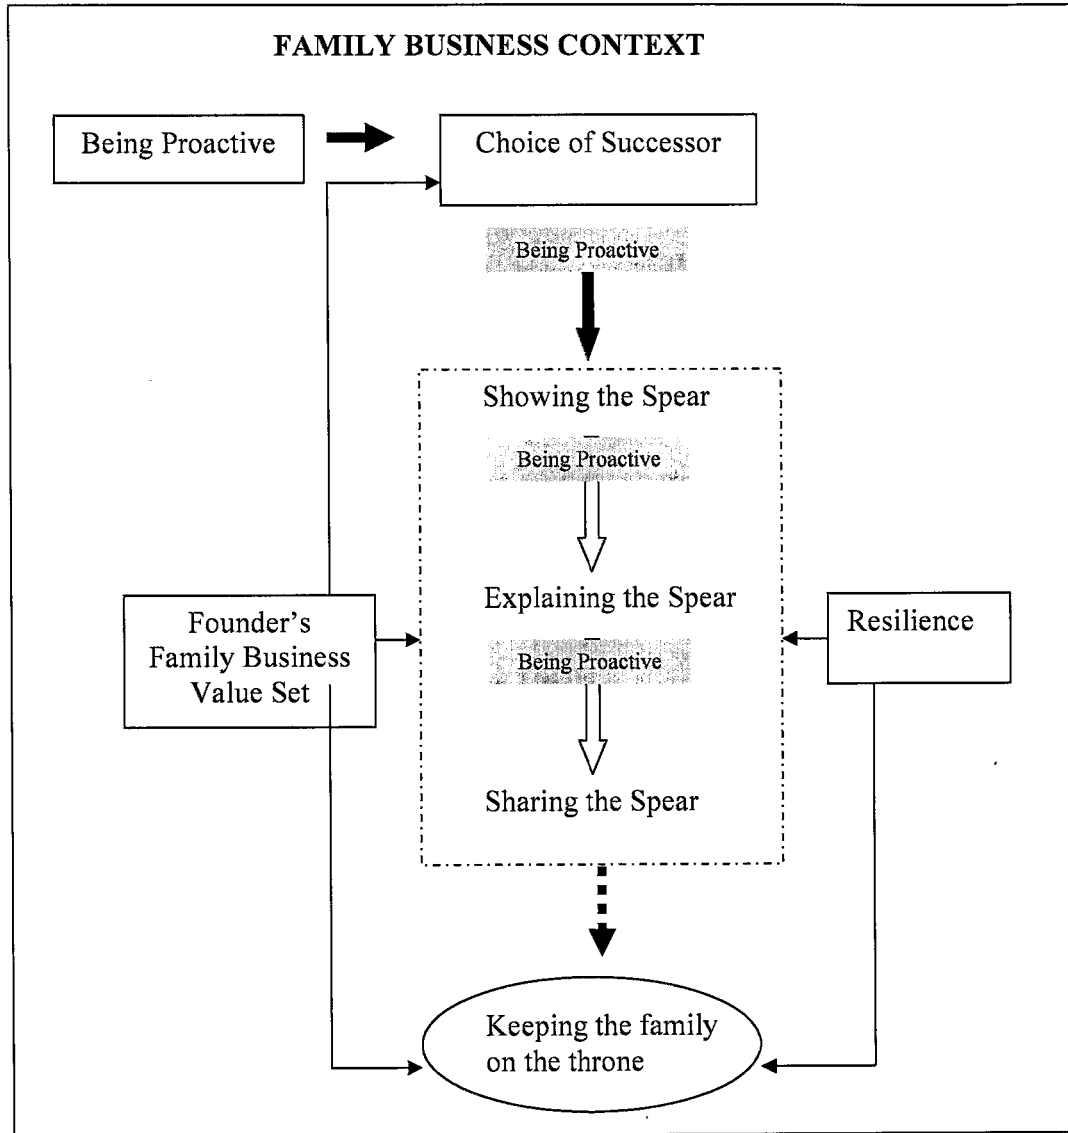 FAMILY BUSINESS CONTEXT
Being Proactive
Choice of Successor
Being Proactive
Showing the Spear
Being Proactive
Explaining the Spear
Founder's
Family Business
Value Set
Resilience
Being Proactive
Sharing the Spear
Keeping the family
on the throne